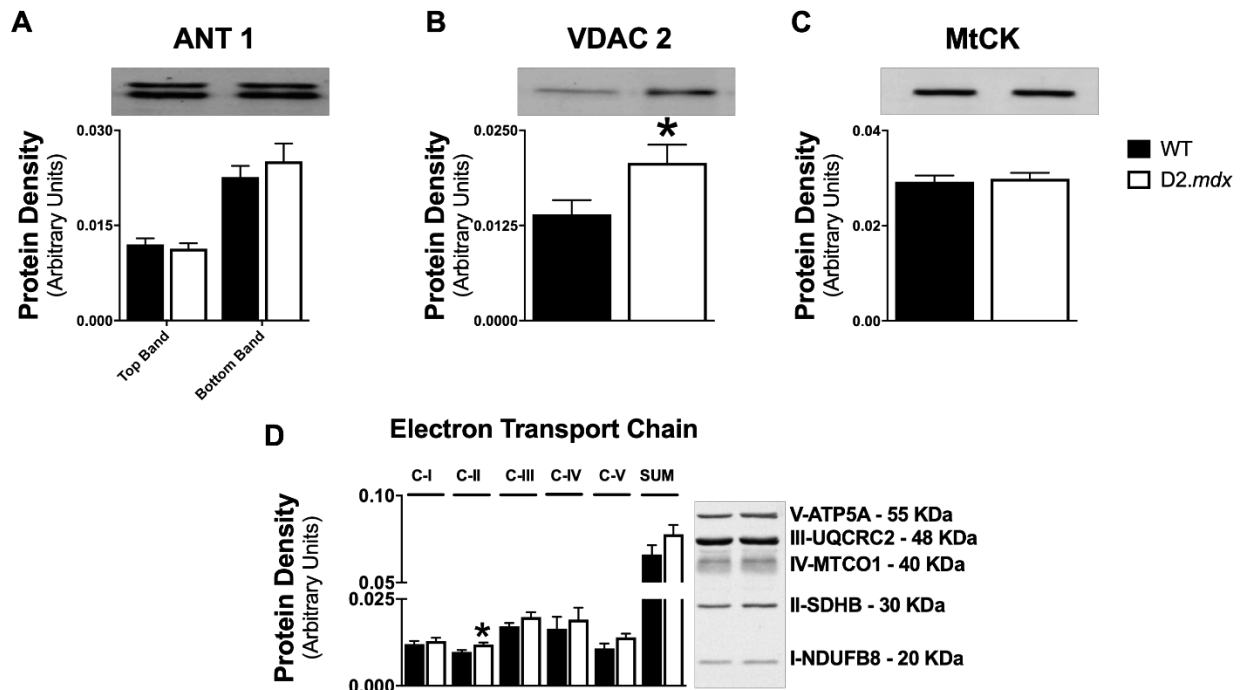 A
ANT 1
Protein Density
(Arbitrary Units)
0.030
0.015
0.000
Top Band
Bottom Band
B
VDAC 2
0.0250
0.0125
0.0000
*
C
MtCK
0.04
0.02
0.00
Protein Density
(Arbitrary Units)
Protein Density
(Arbitrary Units)
WT
D2.mdx
D
Electron Transport Chain
C-I C-II C-III C-IV C-V SUM
Protein Density
(Arbitrary Units)
0.10
0.05
0.025
0.000
*
V-ATP5A - 55 KDa
III-UQCRC2 - 48 KDa
IV-MTCO1 - 40 KDa
II-SDHB - 30 KDa
I-NDUFB8 - 20 KDa